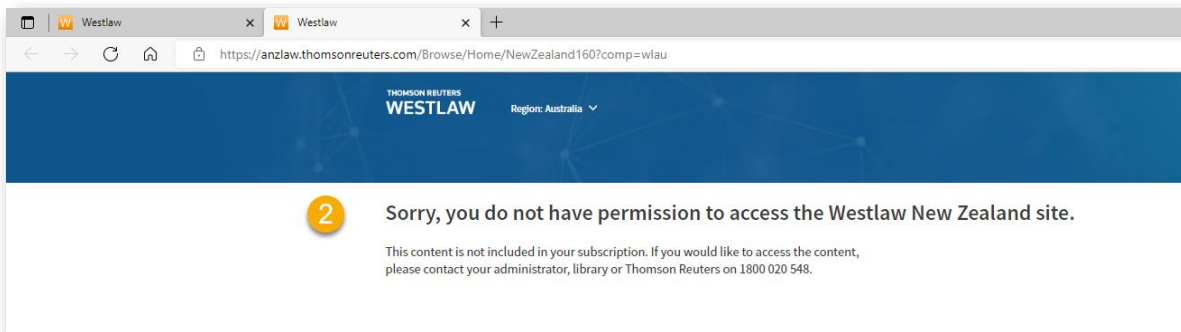 Westlaw
Westlaw
https://anzlaw.thomsonreuters.com/Browse/Home/NewZealand160?comp=wlau
THOMSON REUTERS
WESTLAW
Region: Australia
2
Sorry, you do not have permission to access the Westlaw New Zealand site.
This content is not included in your subscription. If you would like to access the content,
please contact your administrator, library or Thomson Reuters on 1800 020 548.